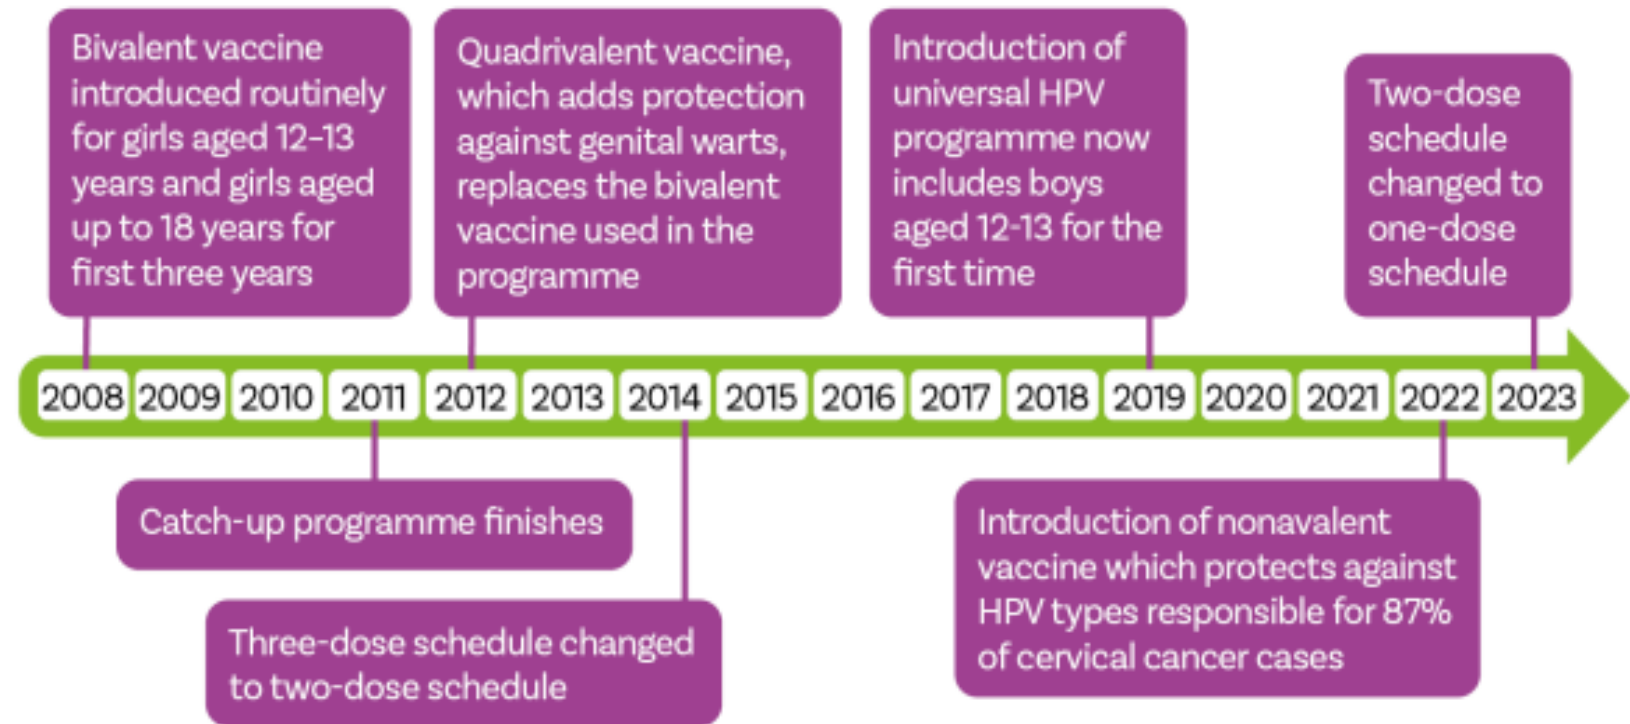 Bivalent vaccine
introduced routinely
for girls aged 12–13
years and girls aged
up to 18 years for
first three years
Quadrivalent vaccine,
which adds protection
against genital warts,
replaces the bivalent
vaccine used in the
programme
Introduction of
universal HPV
programme now
includes boys
aged 12-13 for the
first time
Two-dose
schedule
changed to
one-dose
schedule
2008 2009 2010 2011 2012 2013 2014 2015 2016 2017 2018 2019 2020 2021 2022 2023
Catch-up programme finishes
Three-dose schedule changed
to two-dose schedule
Introduction of nonavalent
vaccine which protects against
HPV types responsible for 87%
of cervical cancer cases